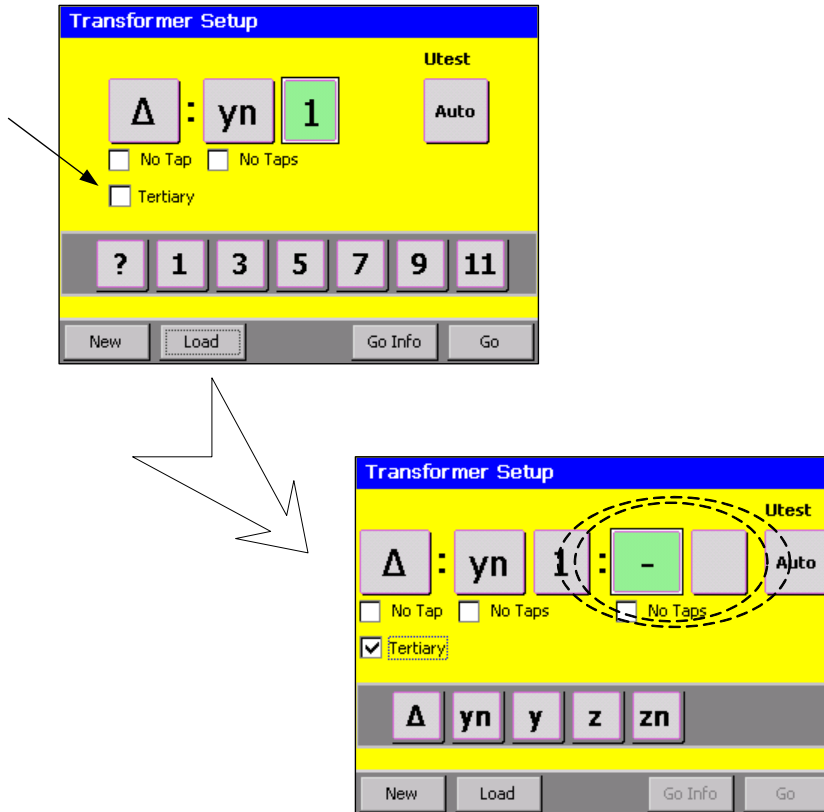 Transformer Setup
Utest
Δ : yn 1 Auto
No Tap No Taps
Tertiary
? 1 3 5 7 9 11
New Load Go Info Go
Transformer Setup
Utest
Δ : yn 1 : - Auto
No Tap No Taps No Taps
Tertiary
Δ yn y z zn
New Load Go Info Go